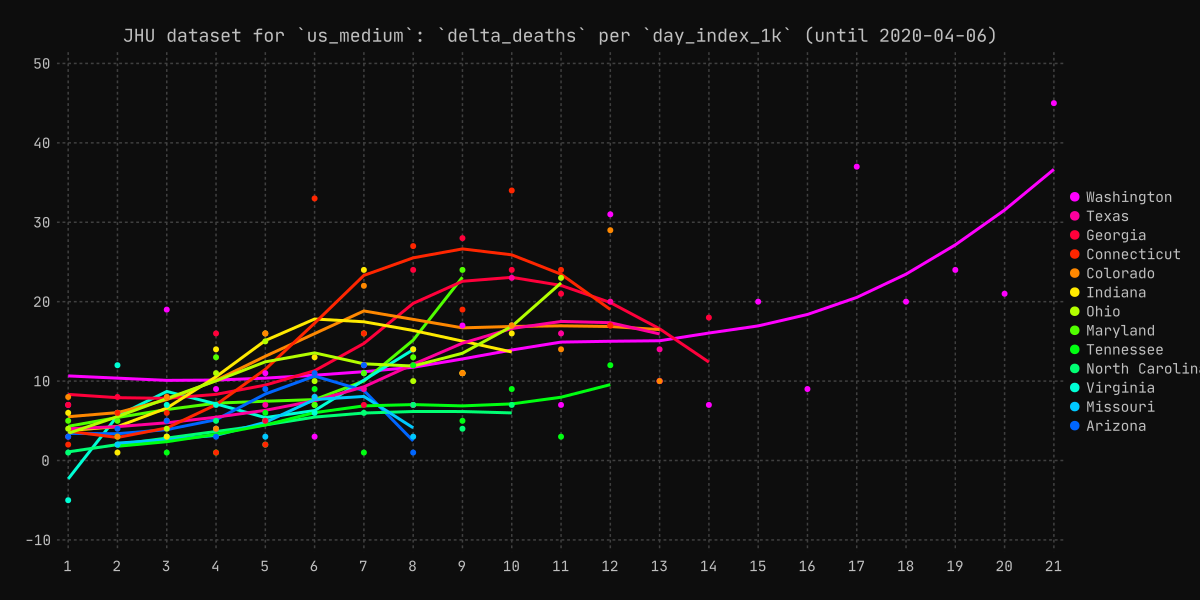 JHU dataset for `us_medium`: `delta_deaths` per `day_index_1k` (until 2020-04-06)
50
40
30
20
10
0
-10
1 2 3 4 5 6 7 8 9 10 11 12 13 14 15 16 17 18 19 20 21
Washington
Texas
Georgia
Connecticut
Colorado
Indiana
Ohio
Maryland
Tennessee
North Carolin
Virginia
Missouri
Arizona